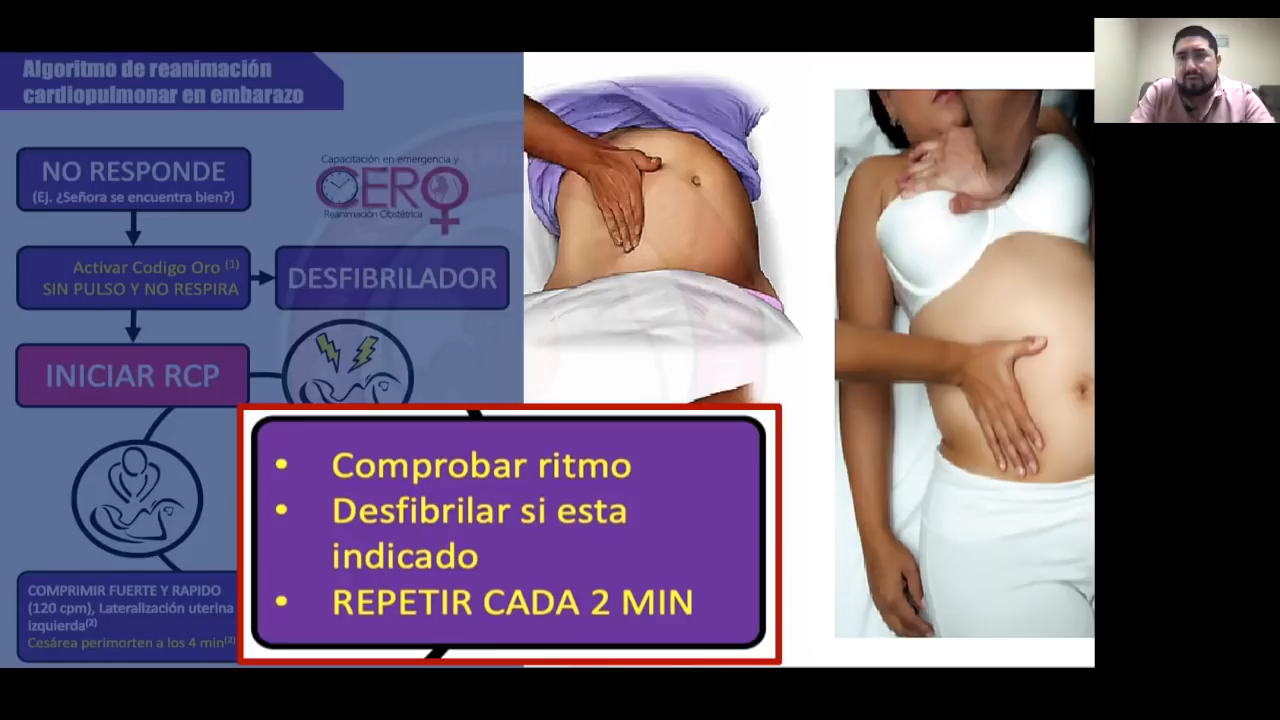 Algoritmo de reanimación
cardiopulmonar en embarazo
NO RESPONDE
(Ej. ¿Señora se encuentra bien?)
Capacitación en emergencia y
CERO
Reanimación Obstétrica
Activar Codigo Oro (1)
SIN PULSO Y NO RESPIRA
DESFIBRILADOR
INICIAR RCP
Comprobar ritmo
Desfibrilar si esta
indicado
REPETIR CADA 2 MIN
COMPRIMIR FUERTE Y RAPIDO
(120 cpm), Lateralización uterina
izquierda(2)
Cesárea perimorten a los 4 min(2)